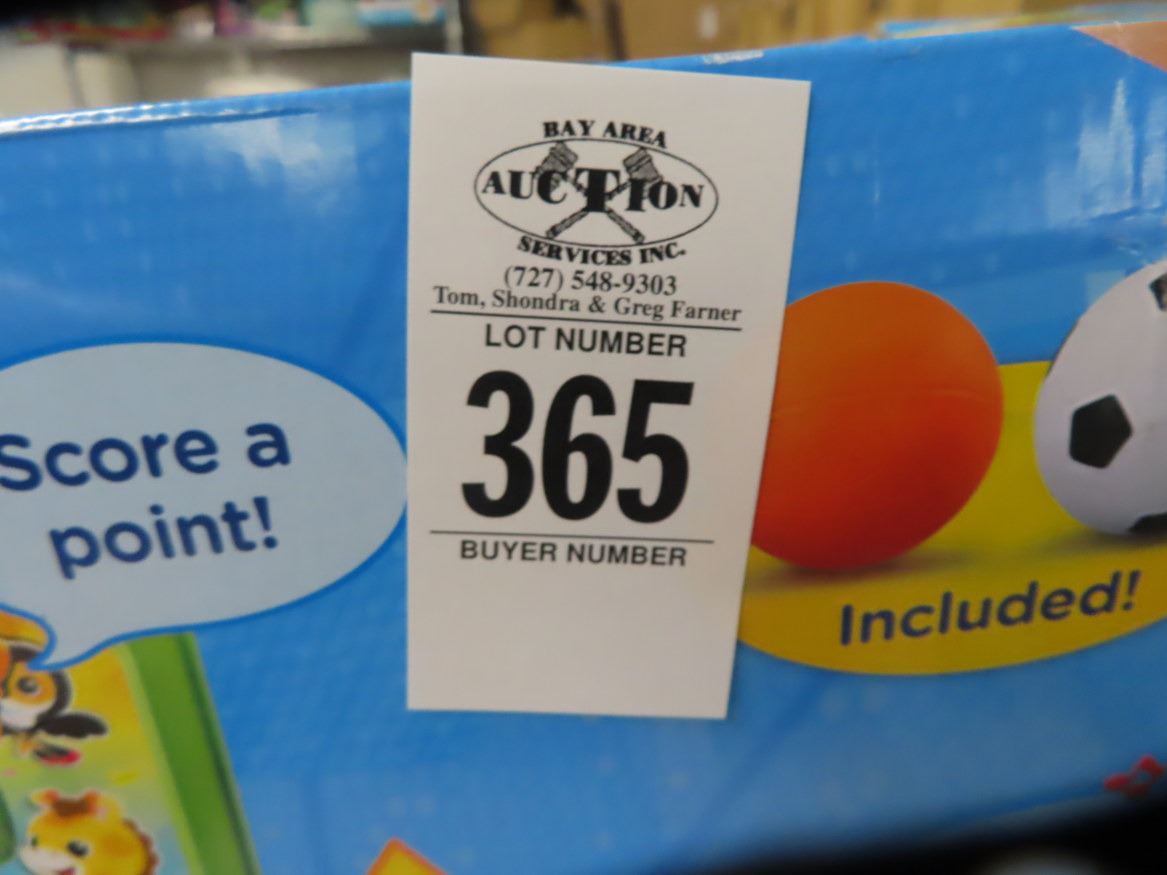 BAY AREA
AUCTION
SERVICES INC.
(727) 548-9303
Tom, Shondra & Greg Farner
LOT NUMBER
365
BUYER NUMBER
Score a
point!
Included!